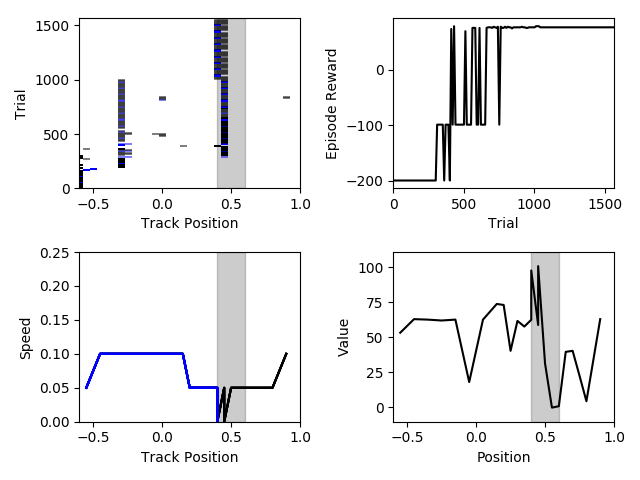 1500
1000
500
0
Trial
−0.5 0.0 0.5 1.0
Track Position
0
−100
−200
Episode Reward
0 500 1000 1500
Trial
0.25
0.20
0.15
0.10
0.05
0.00
Speed
−0.5 0.0 0.5 1.0
Track Position
100
75
50
25
0
Value
−0.5 0.0 0.5 1.0
Position